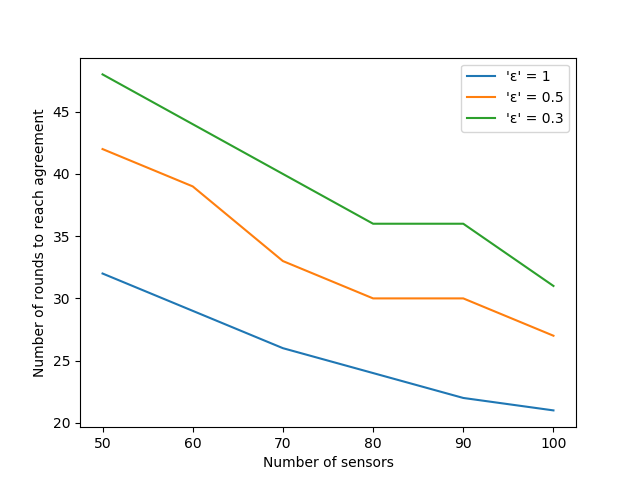 'ε' = 1
'ε' = 0.5
'ε' = 0.3
Number of rounds to reach agreement
45
40
35
30
25
20
50 60 70 80 90 100
Number of sensors